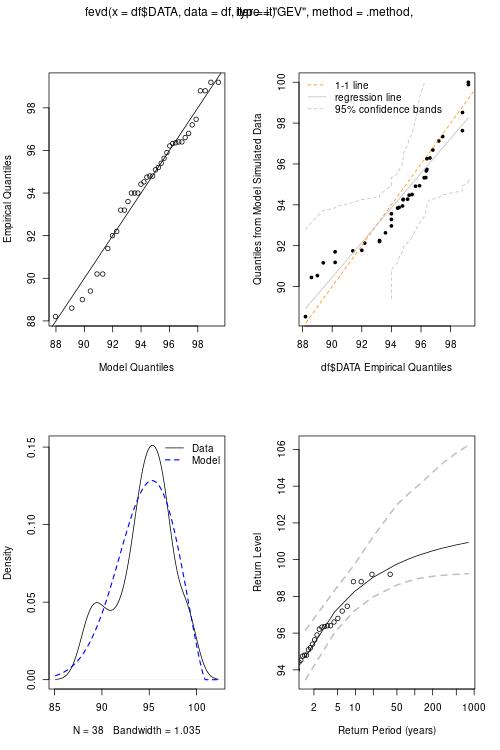 fevd(x = df$DATA, data = df, type = "GEV", method = .method,
98
96
94
92
90
88
Empirical Quantiles
88 90 92 94 96 98
Model Quantiles
1-1 line
regression line
95% confidence bands
100
98
96
94
92
90
Quantiles from Model Simulated Data
88 90 92 94 96 98
df$DATA Empirical Quantiles
Data
Model
0.15
0.10
0.05
0.00
Density
85 90 95 100
N = 38 Bandwidth = 1.035
106
104
102
100
98
96
94
Return Level
2 5 10 50 200 1000
Return Period (years)